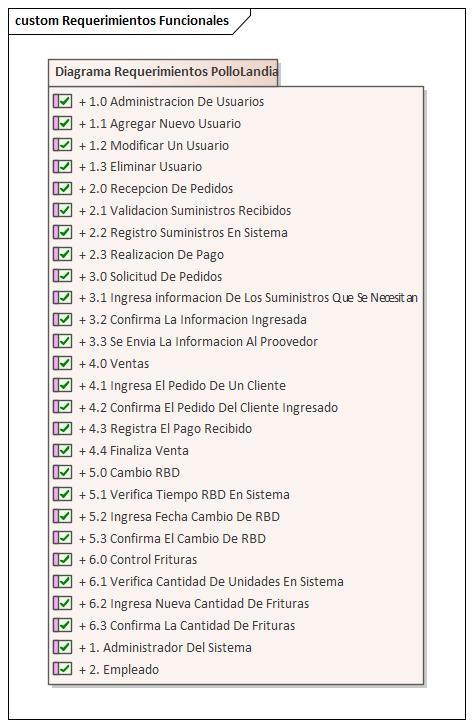 custom Requerimientos Funcionales
Diagrama Requerimientos PolloLandia
+ 1.0 Administracion De Usuarios
+ 1.1 Agregar Nuevo Usuario
+ 1.2 Modificar Un Usuario
+ 1.3 Eliminar Usuario
+ 2.0 Recepcion De Pedidos
+ 2.1 Validacion Suministros Recibidos
+ 2.2 Registro Suministros En Sistema
+ 2.3 Realizacion De Pago
+ 3.0 Solicitud De Pedidos
+ 3.1 Ingresa informacion De Los Suministros Que Se Necesitan
+ 3.2 Confirma La Informacion Ingresada
+ 3.3 Se Envia La Informacion Al Proovedor
+ 4.0 Ventas
+ 4.1 Ingresa El Pedido De Un Cliente
+ 4.2 Confirma El Pedido Del Cliente Ingresado
+ 4.3 Registra El Pago Recibido
+ 4.4 Finaliza Venta
+ 5.0 Cambio RBD
+ 5.1 Verifica Tiempo RBD En Sistema
+ 5.2 Ingresa Fecha Cambio De RBD
+ 5.3 Confirma El Cambio De RBD
+ 6.0 Control Frituras
+ 6.1 Verifica Cantidad De Unidades En Sistema
+ 6.2 Ingresa Nueva Cantidad De Frituras
+ 6.3 Confirma La Cantidad De Frituras
+ 1. Administrador Del Sistema
+ 2. Empleado